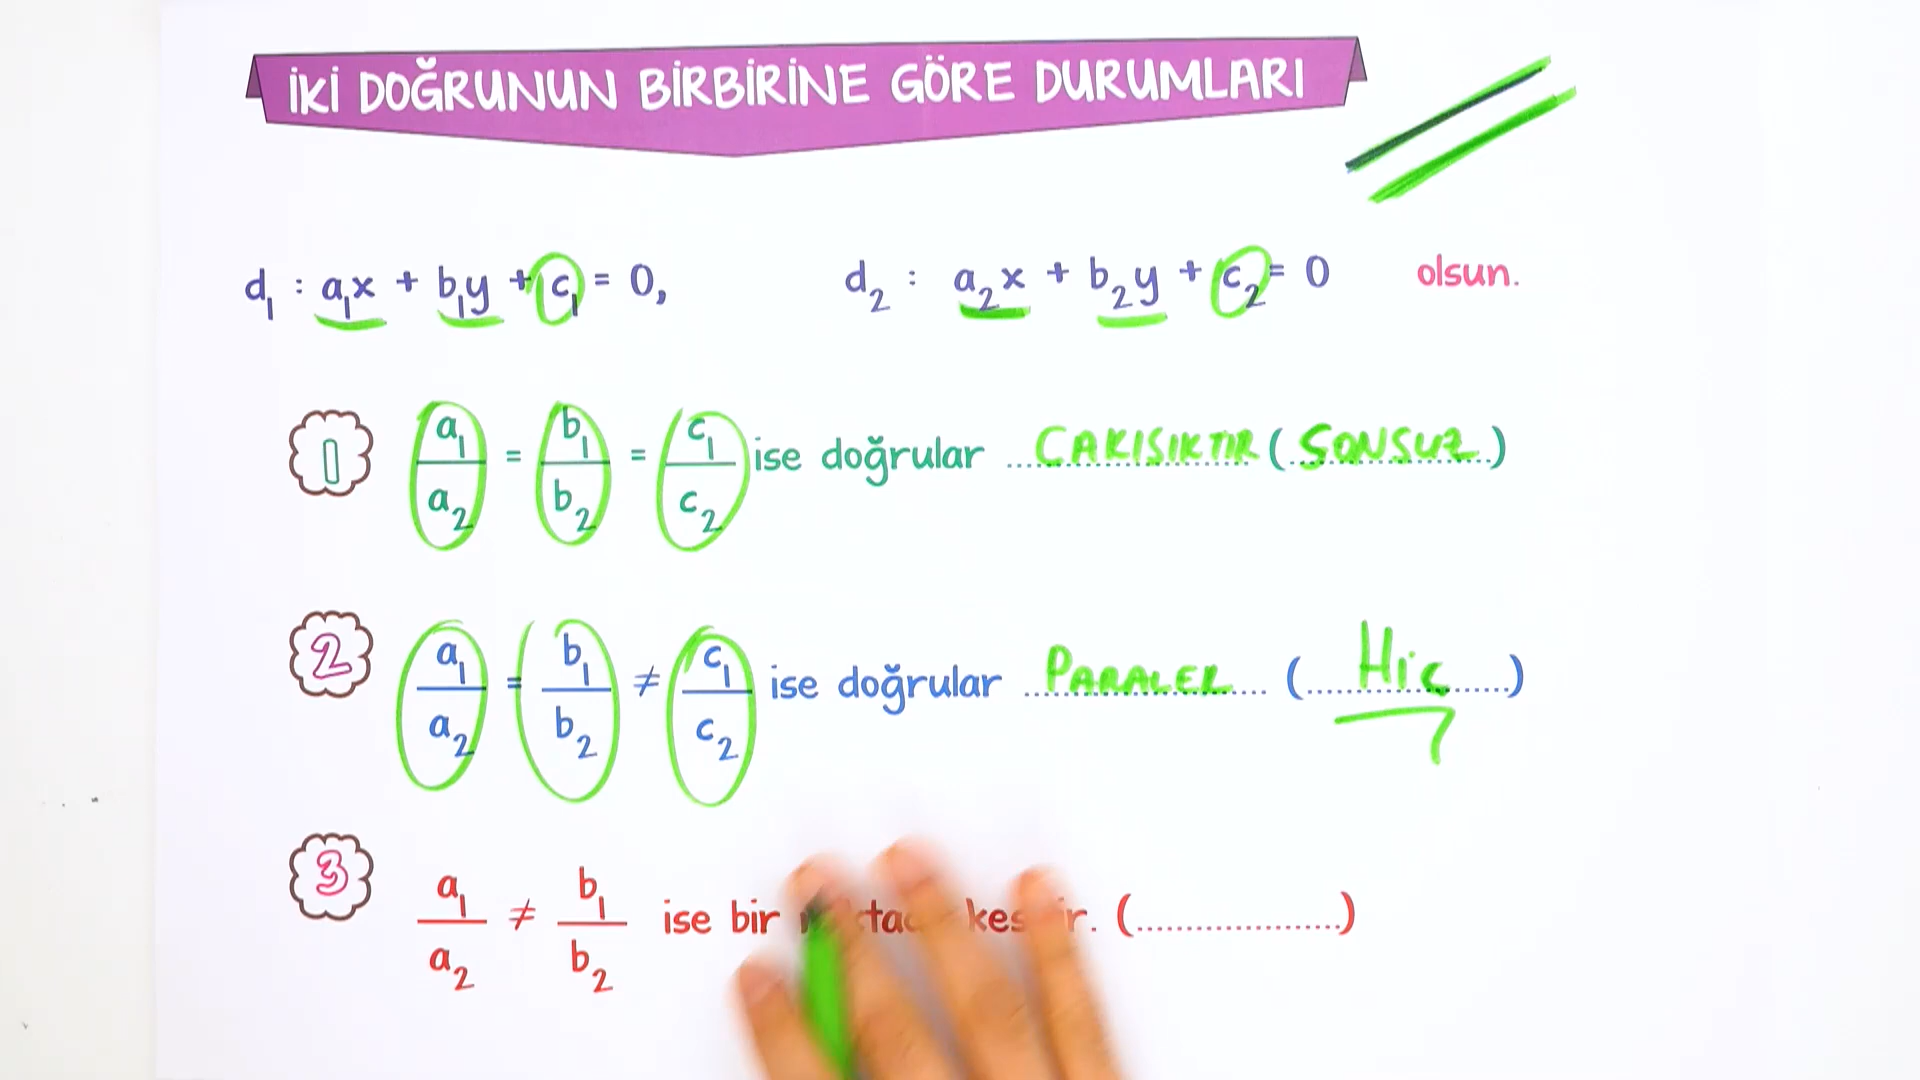 İKİ DOĞRUNUN BİRBİRİNE GÖRE DURUMLARI
d₁ : a₁x + b₁y + c₁ = 0, d₂ : a₂x + b₂y + c₂ = 0 olsun.
1 a₁/a₂ = b₁/b₂ = c₁/c₂ ise doğrular CAKISIKTIR (SONSUZ)
2 a₁/a₂ = b₁/b₂ ≠ c₁/c₂ ise doğrular PARALEL (HiC)
3 a₁/a₂ ≠ b₁/b₂ ise bir (....................)